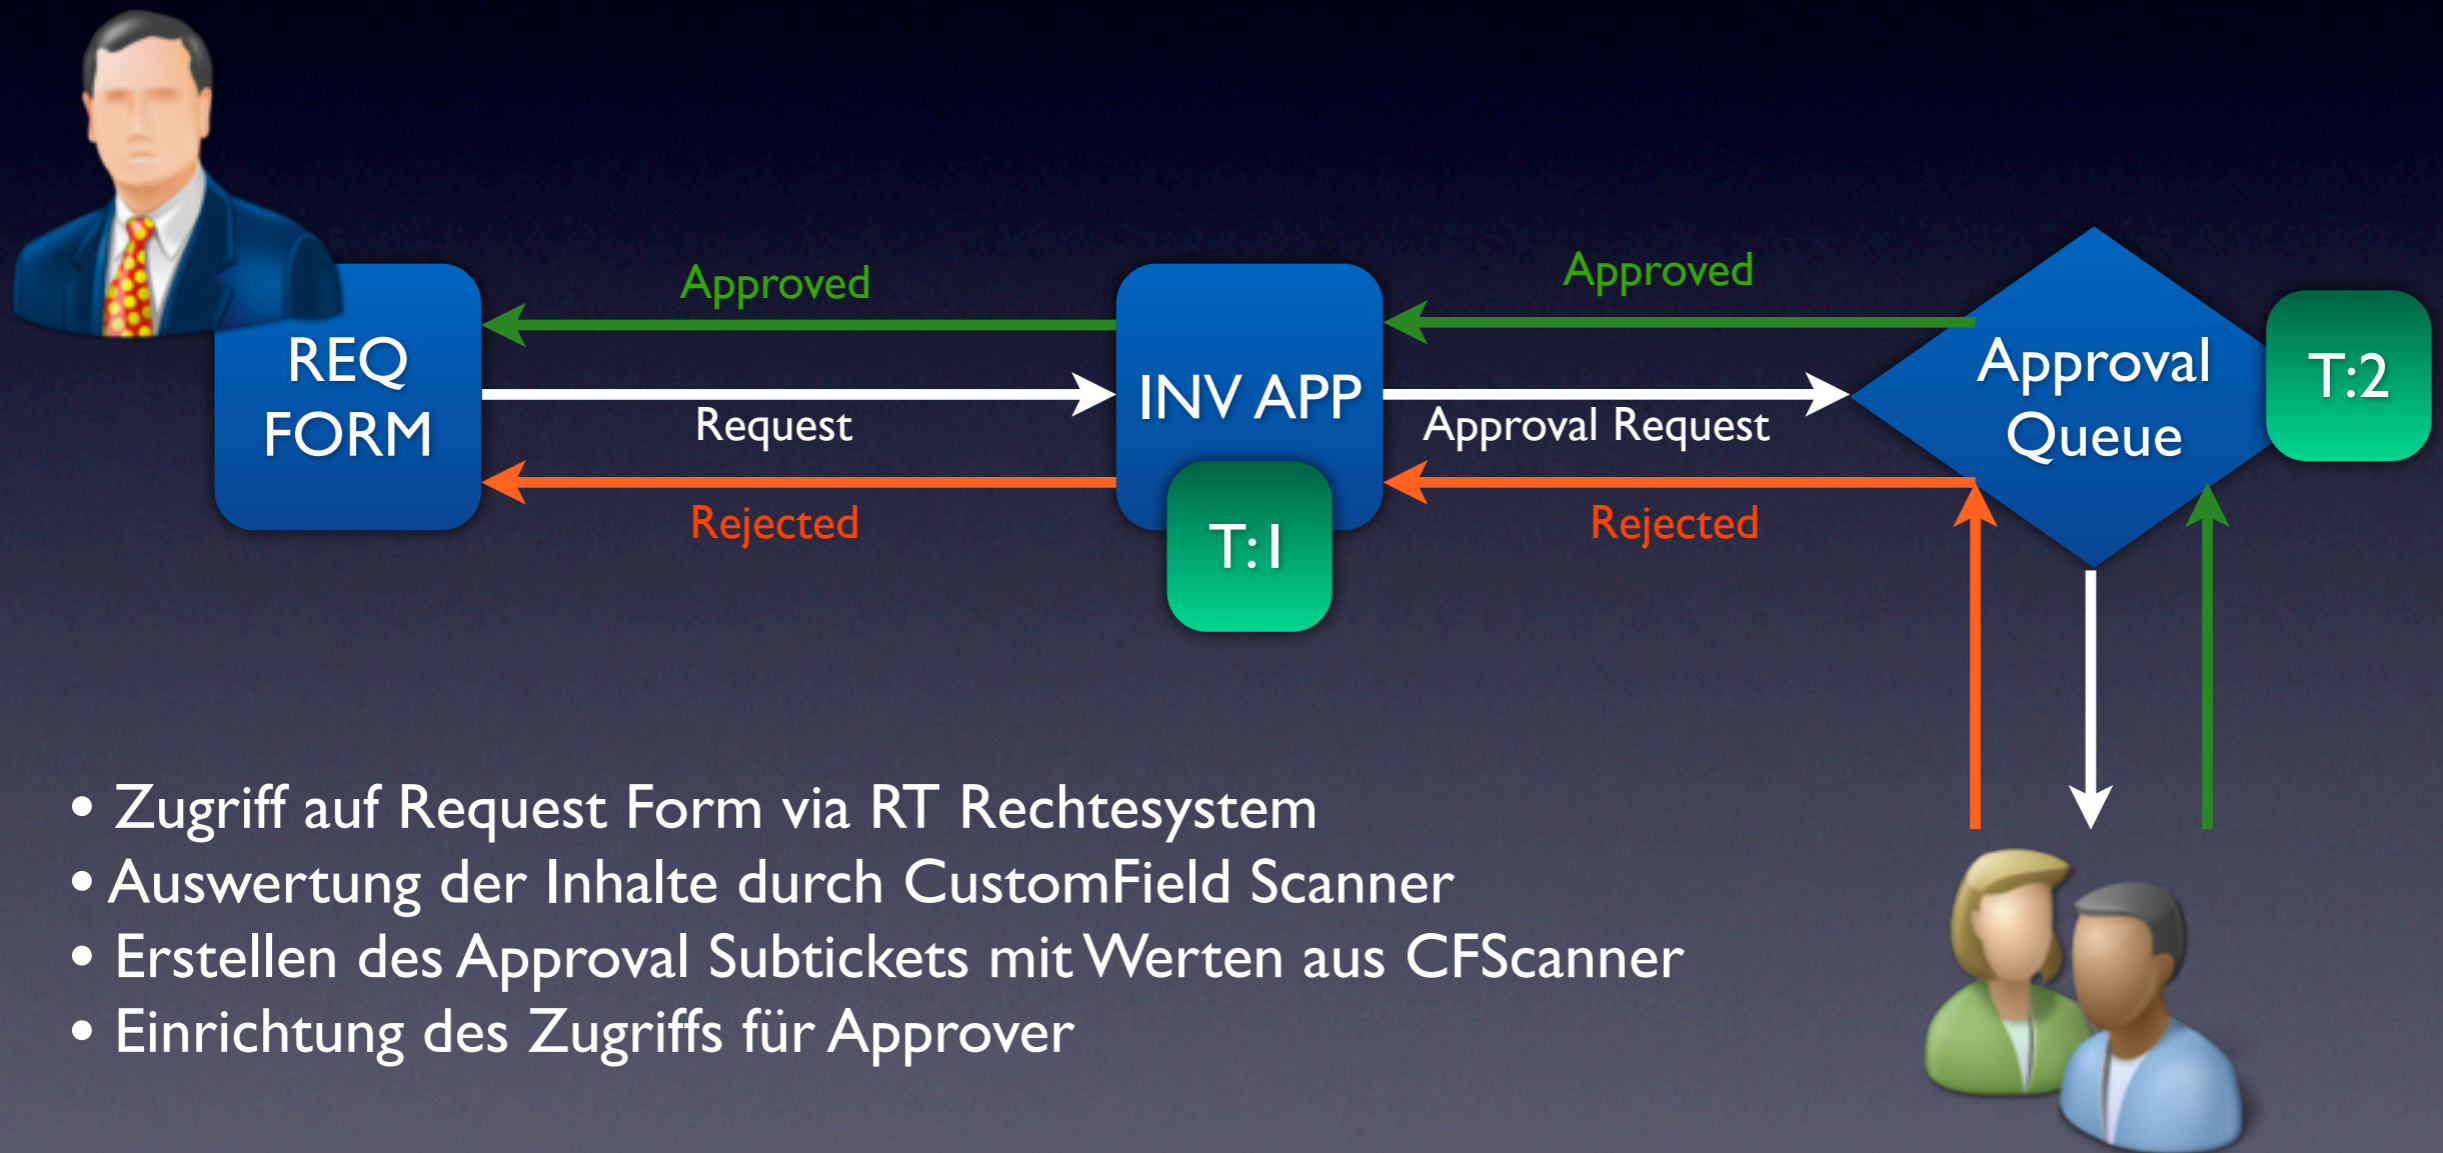 Approved
Approved
REQ
FORM
INV APP
Approval
Queue
T:2
Request
Approval Request
Rejected
Rejected
T:1
• Zugriff auf Request Form via RT Rechtesystem
• Auswertung der Inhalte durch CustomField Scanner
• Erstellen des Approval Subtickets mit Werten aus CFScanner
• Einrichtung des Zugriffs für Approver